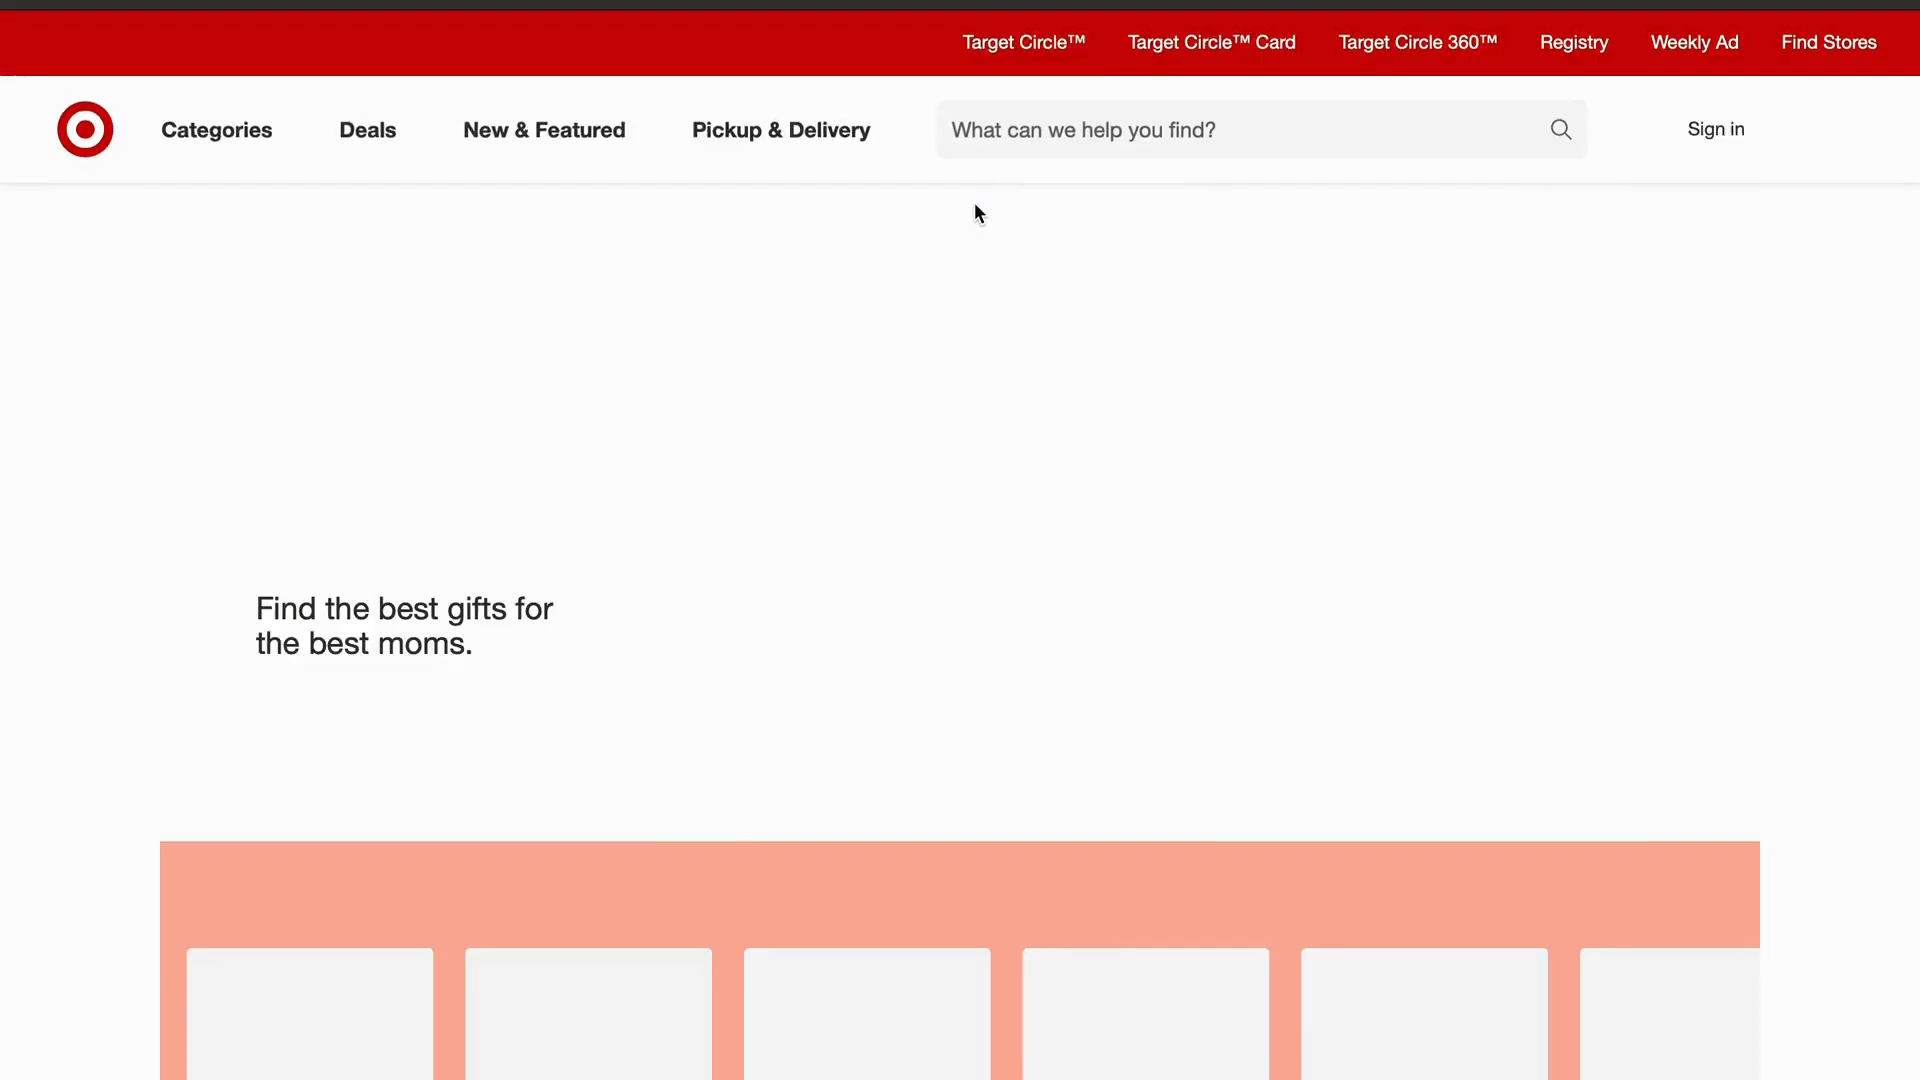 Target Circle™ Target Circle™ Card Target Circle 360™ Registry Weekly Ad Find Stores
Categories Deals New & Featured Pickup & Delivery What can we help you find? Sign in
Find the best gifts for
the best moms.